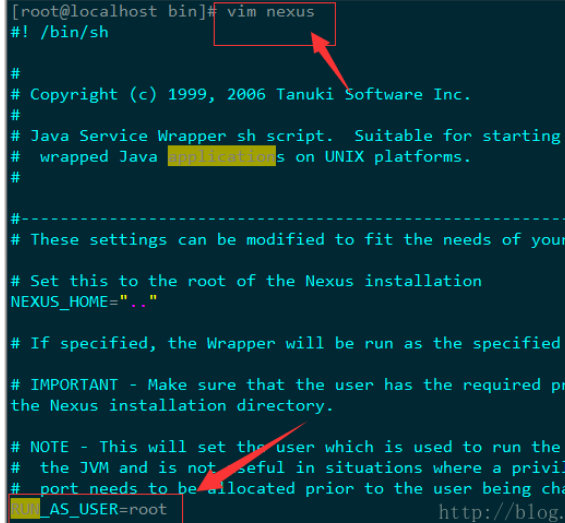 [root@localhost bin]# vim nexus
#! /bin/sh
#
# Copyright (c) 1999, 2006 Tanuki Software Inc.
#
# Java Service Wrapper sh script.  Suitable for starting
#  wrapped Java applications on UNIX platforms.
#
#-----------------------------------------------------
# These settings can be modified to fit the needs of your
# Set this to the root of the Nexus installation
NEXUS_HOME=".."
# If specified, the Wrapper will be run as the specified
# IMPORTANT - Make sure that the user has the required
the Nexus installation directory.
# NOTE - This will set the user which is used to run the
#  the JVM and is not useful in situations where a
#  port needs to be allocated prior to the user being
RUN_AS_USER=root
http://blog.